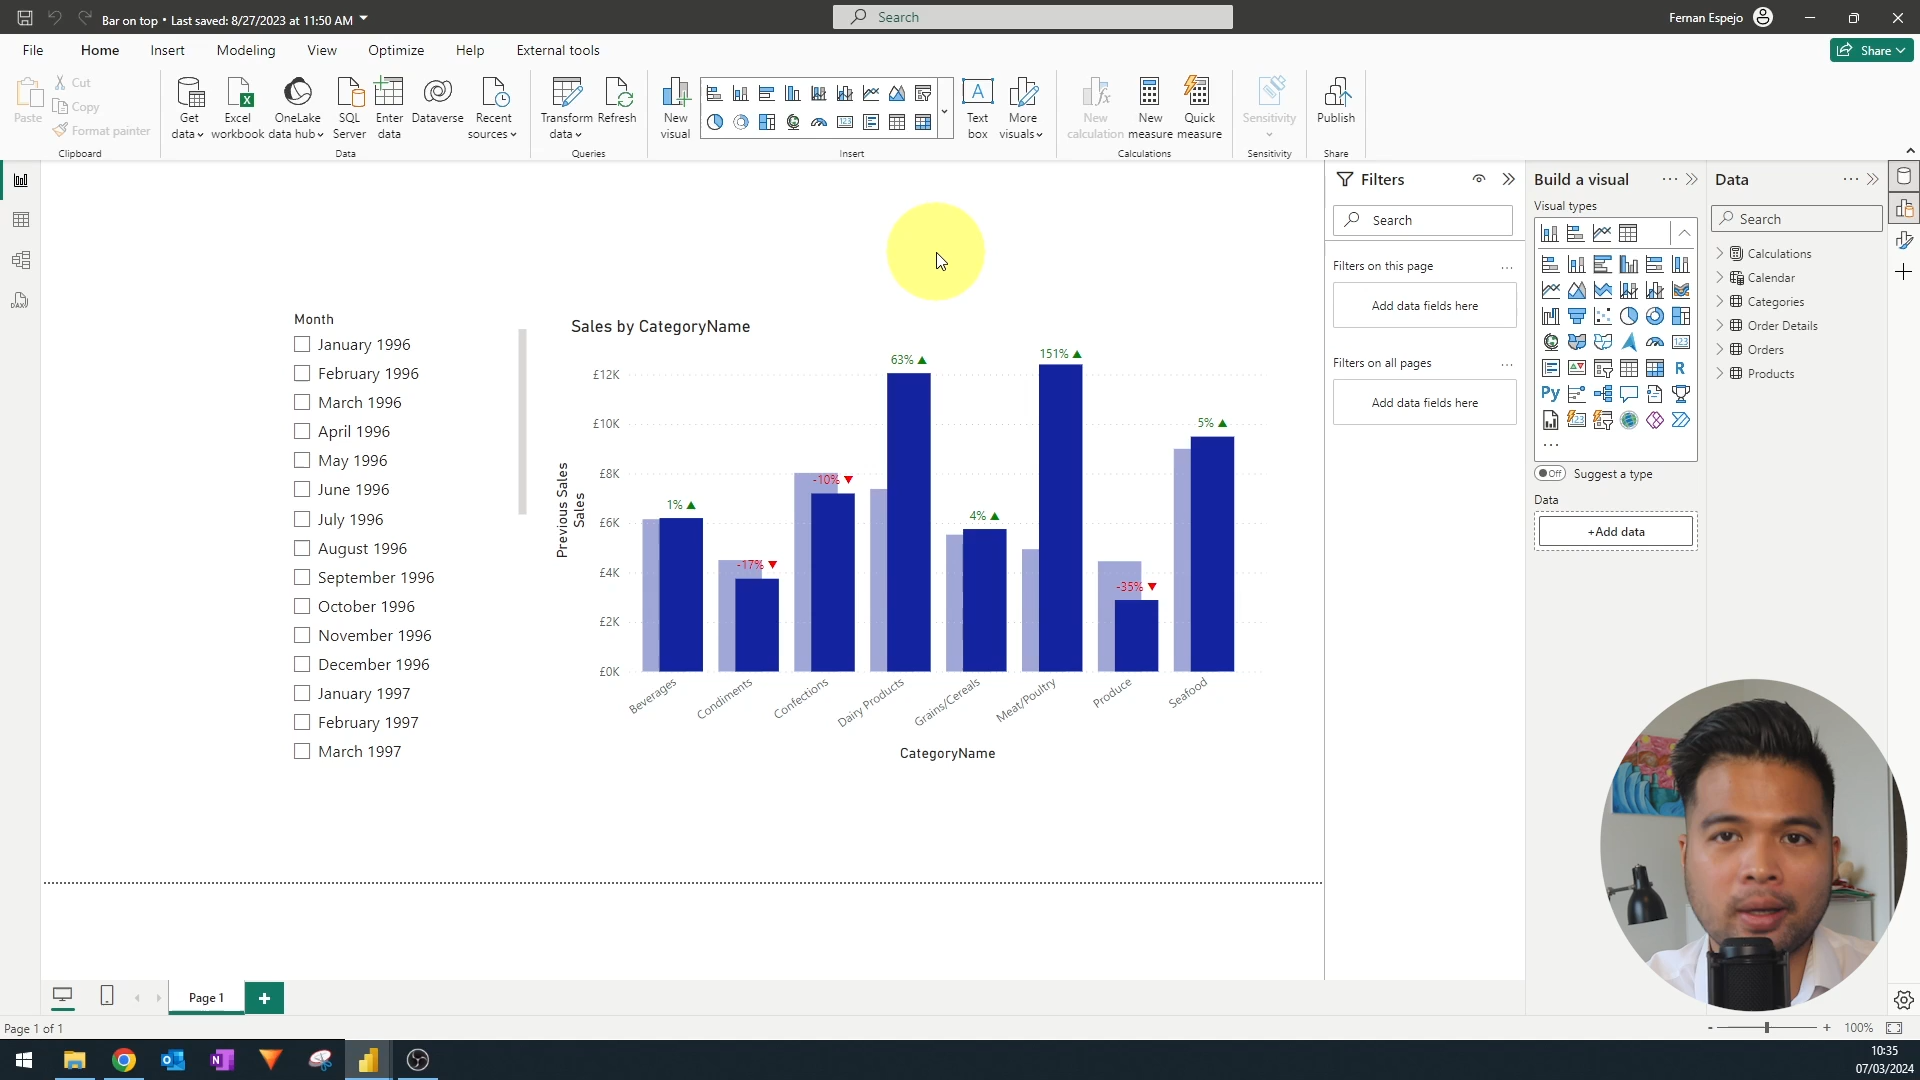 Bar on top • Last saved: 8/27/2023 at 11:50 AM
Search
Fernan Espejo
File
Home
Insert
Modeling
View
Optimize
Help
External tools
Share
Paste
Cut
Copy
Format painter
Clipboard
Get data
Excel workbook
OneLake data hub
SQL Server
Enter data
Dataverse
Recent sources
Data
Transform data
Refresh
Queries
New visual
Text box
More visuals
Insert
New calculation
New measure
Quick measure
Calculations
Sensitivity
Sensitivity
Publish
Share
Month
January 1996
February 1996
March 1996
April 1996
May 1996
June 1996
July 1996
August 1996
September 1996
October 1996
November 1996
December 1996
January 1997
February 1997
March 1997
Sales by CategoryName
Previous Sales
Sales
£12K
£10K
£8K
£6K
£4K
£2K
£0K
1% ▲
-17% ▼
-10% ▼
63% ▲
4% ▲
151% ▲
-35% ▼
5% ▲
Beverages
Condiments
Confections
Dairy Products
Grains/Cereals
Meat/Poultry
Produce
Seafood
CategoryName
Filters
Search
Filters on this page
Add data fields here
Filters on all pages
Add data fields here
Build a visual
Visual types
123
R
Py
Off
Suggest a type
Data
+Add data
Data
Search
Calculations
Calendar
Categories
Order Details
Orders
Products
DAX
Page 1
Page 1 of 1
- + 100%
10:35
07/03/2024